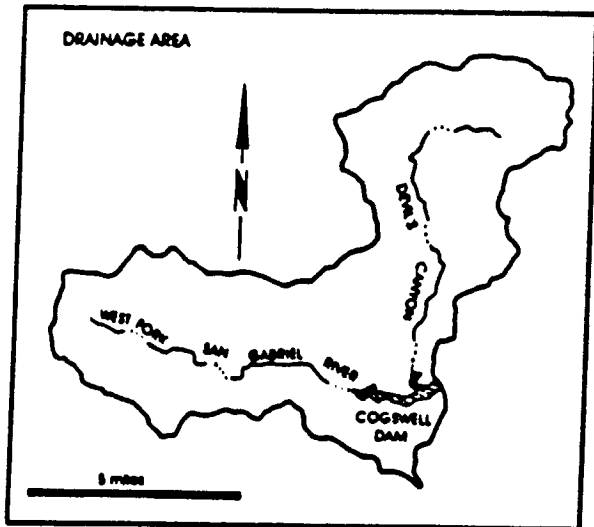 DRAINAGE AREA
N
DEVIL'S
CANYON
WEST FORK
SAN
GABRIEL
RIVER
COGSWELL
DAM
5 miles